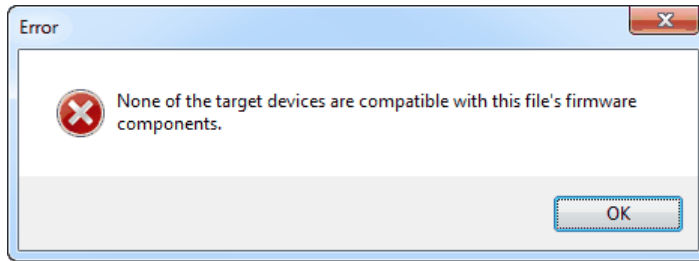 Error
None of the target devices are compatible with this file's firmware
components.
OK